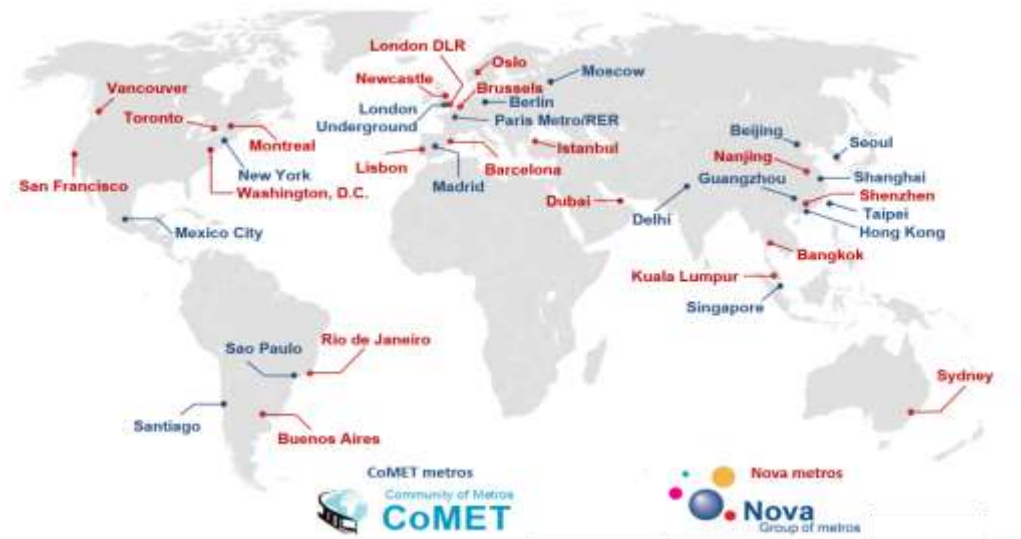 London DLR
Oslo
Moscow
Newcastle
Brussels
Vancouver
London
Underground
Berlin
Paris Metro/RER
Toronto
Montreal
Beijing
Seoul
Istanbul
Nanjing
New York
Lisbon
Barcelona
San Francisco
Washington, D.C.
Madrid
Guangzhou
Shanghai
Dubai
Shenzhen
Delhi
Taipei
Mexico City
Hong Kong
Bangkok
Kuala Lumpur
Singapore
Rio de Janeiro
Sao Paulo
Sydney
Santiago
Buenos Aires
CoMET metros
Nova metros
Community of Metros
CoMET
Nova
Group of metros